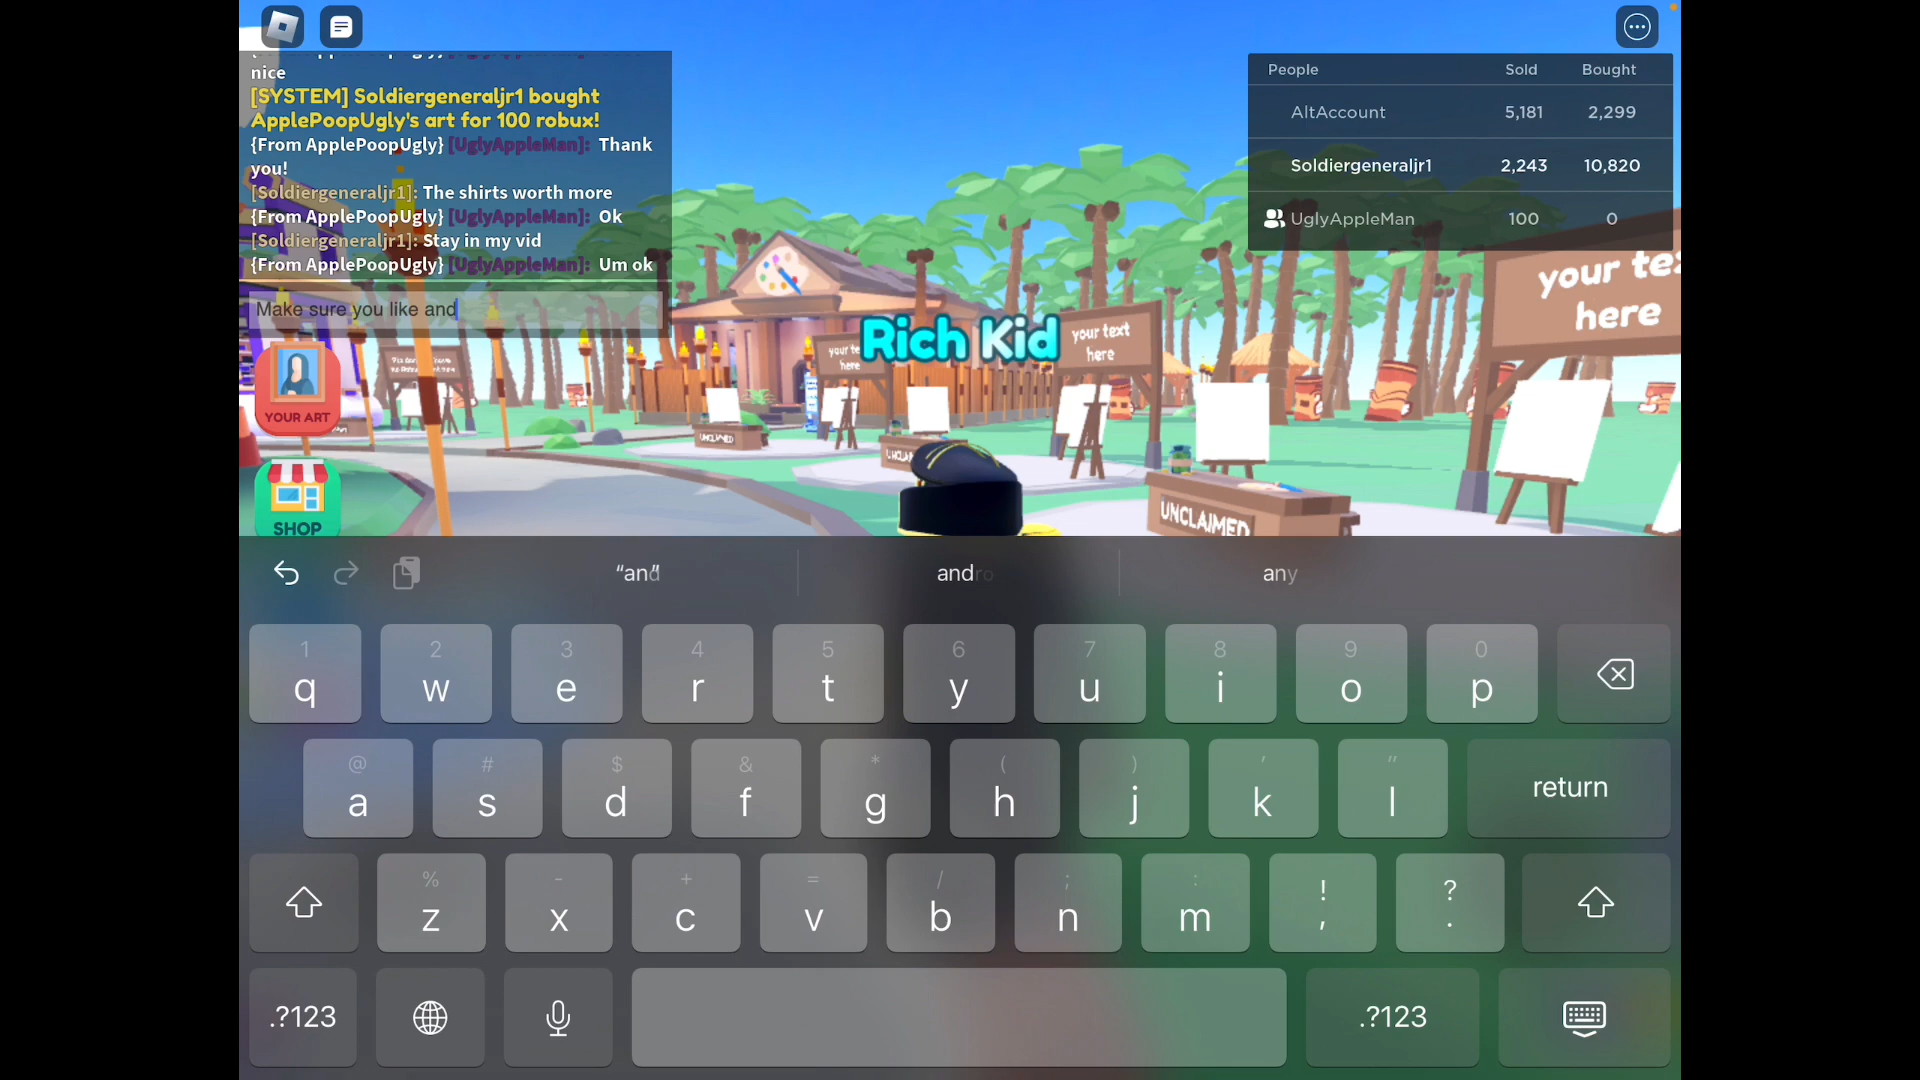 nice
[SYSTEM] Soldiergeneraljr1 bought
ApplePoopUgly's art for 100 robux!
{From ApplePoopUgly} [UglyAppleMan]: Thank
you!
[Soldiergeneraljr1]: The shirts worth more
{From ApplePoopUgly} [UglyAppleMan]: Ok
[Soldiergeneraljr1]: Stay in my vid
{From ApplePoopUgly} [UglyAppleMan]: Um ok
Make sure you like and
People Sold Bought
AltAccount 5,181 2,299
Soldiergeneraljr1 2,243 10,820
UglyAppleMan 100 0
your
here
Rich Kid
your text
here
your
here
YOUR ART
SHOP
UNCLAIMED
UNCLAIMED
“and” and any
1 2 3 4 5 6 7 8 9 0
q w e r t y u i o p
@ # $ & * ( ) ' "
a s d f g h j k l return
% - + = / ; : ! ?
z x c v b n m , .
.?123 .?123